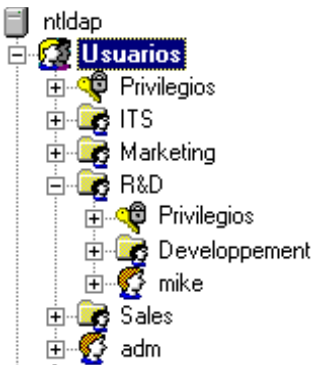 ntldap
Usuarios
Privilegios
ITS
Marketing
R&D
Privilegios
Developpement
mike
Sales
adm